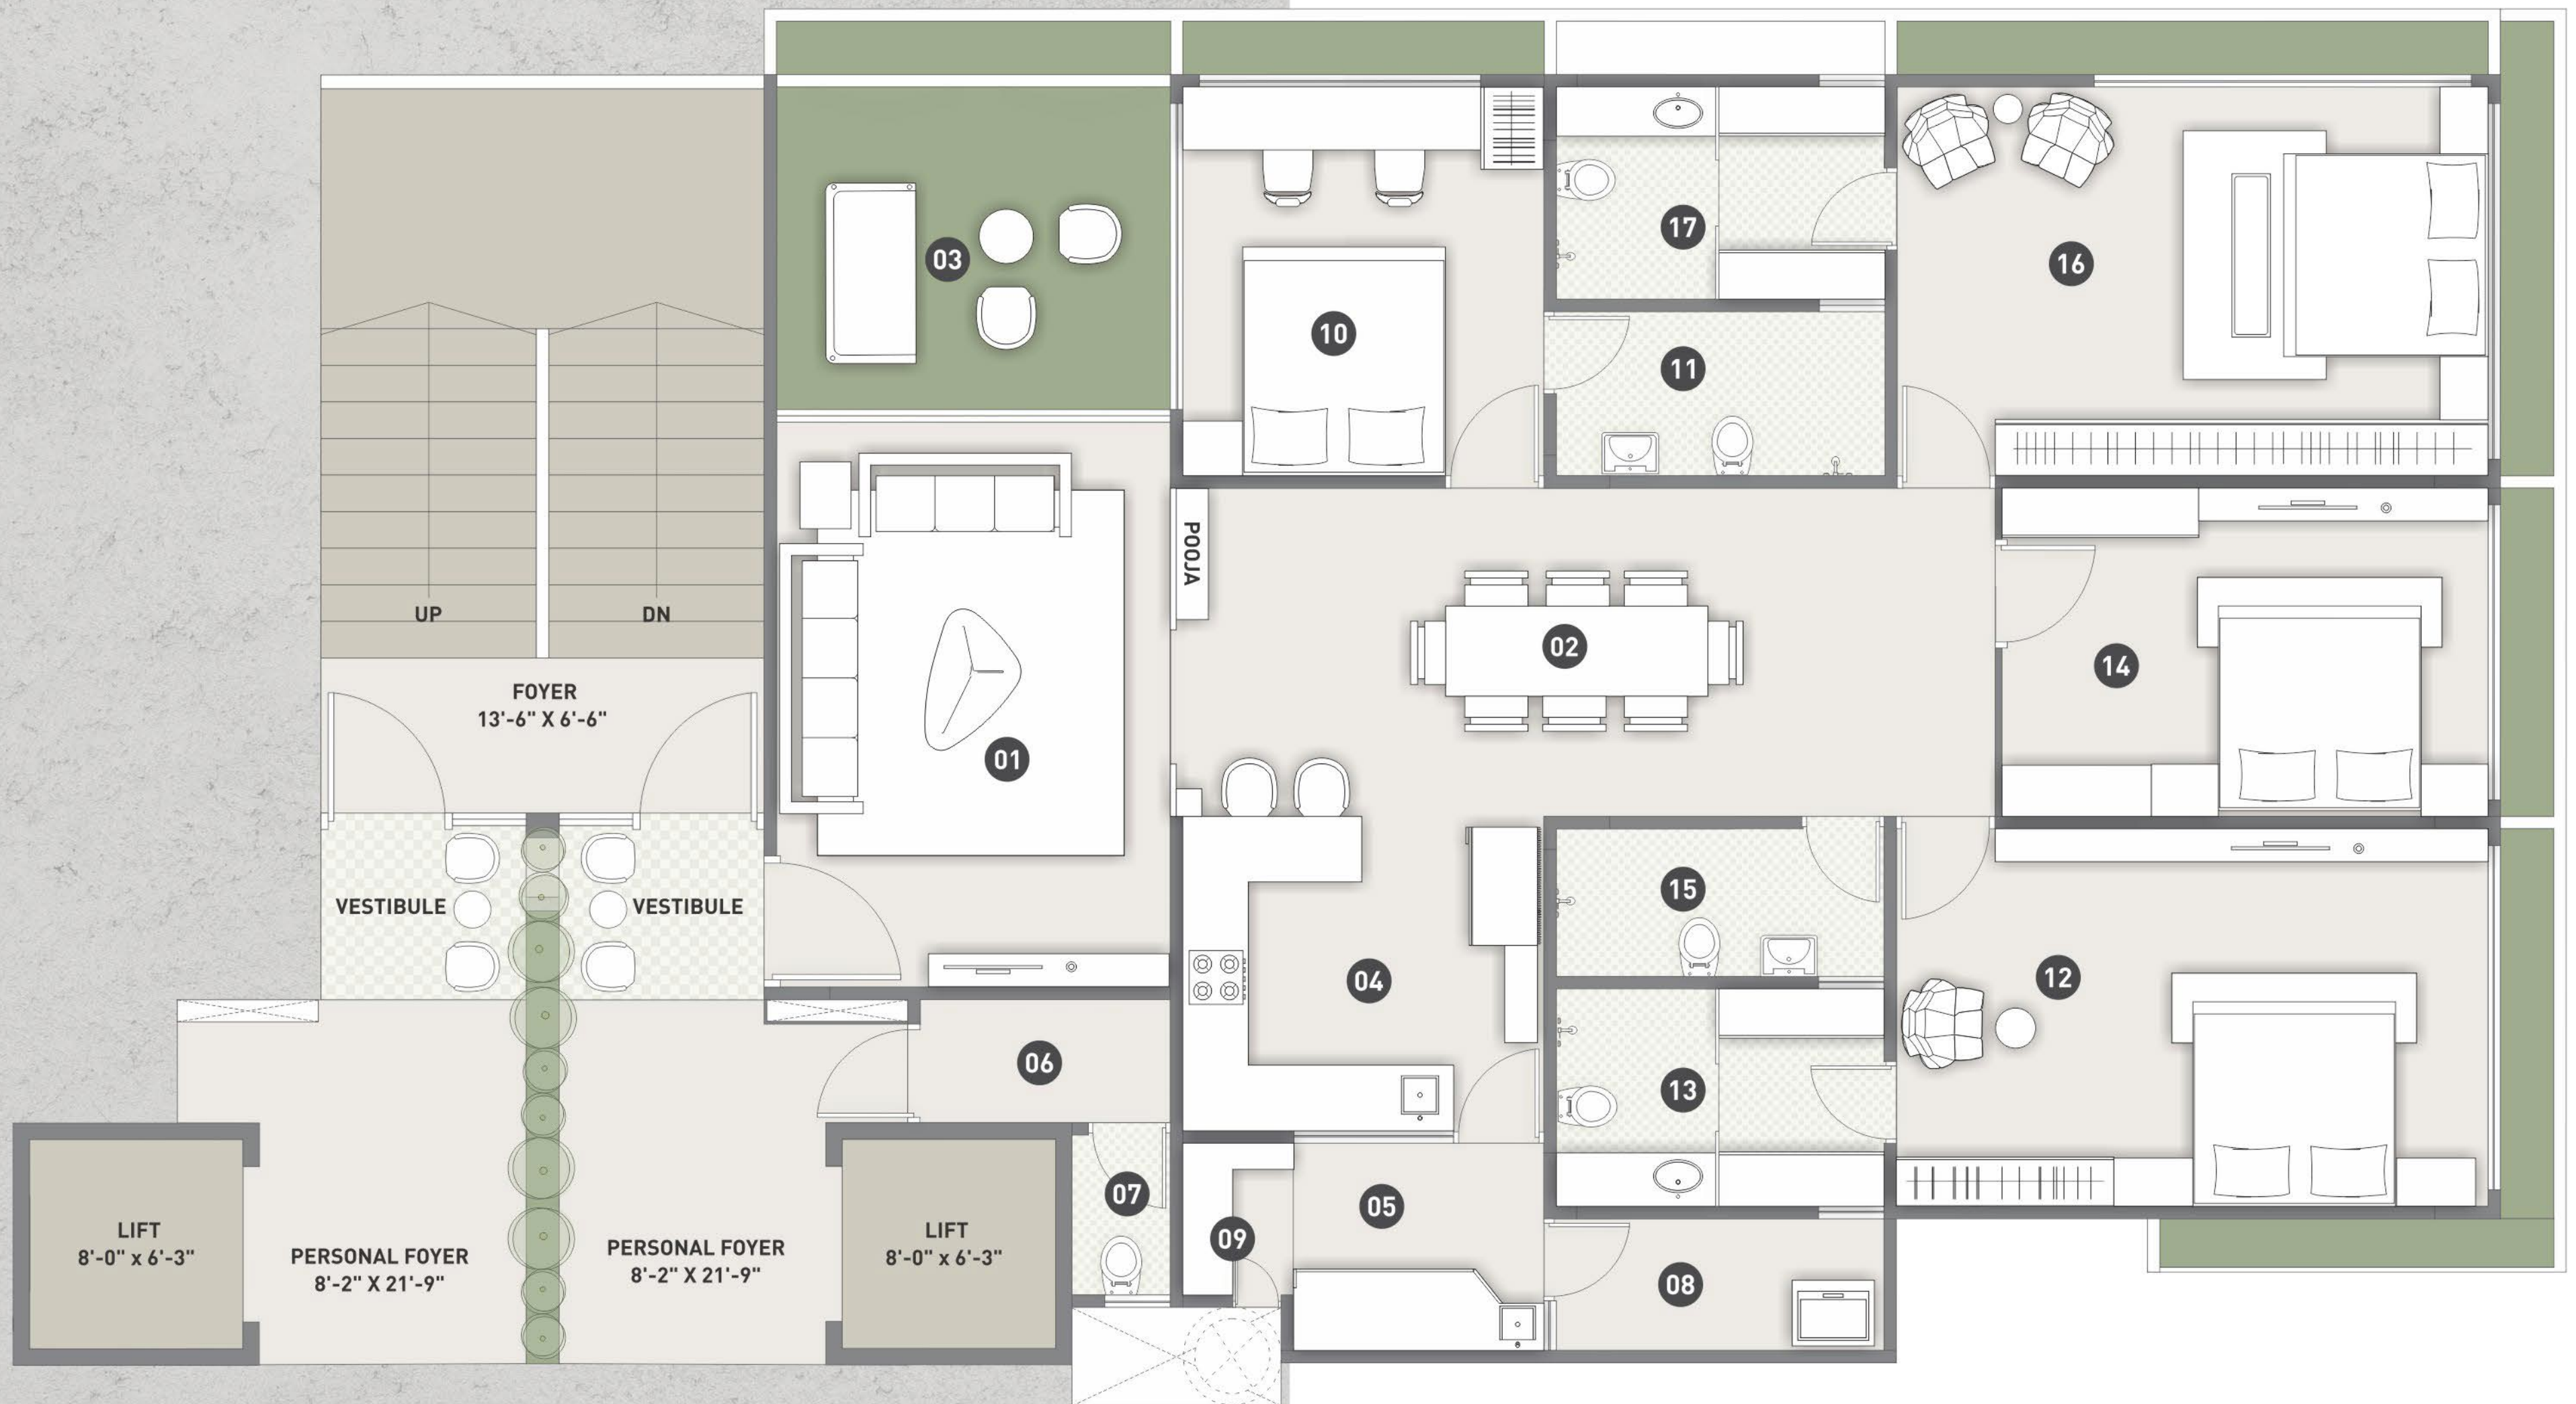 03
10
17
11
16
POOJA
UP
DN
02
14
FOYER
13'-6" X 6'-6"
01
VESTIBULE
VESTIBULE
15
04
12
06
13
07
05
09
LIFT
8'-0" x 6'-3"
PERSONAL FOYER
8'-2" X 21'-9"
PERSONAL FOYER
8'-2" X 21'-9"
LIFT
8'-0" x 6'-3"
08